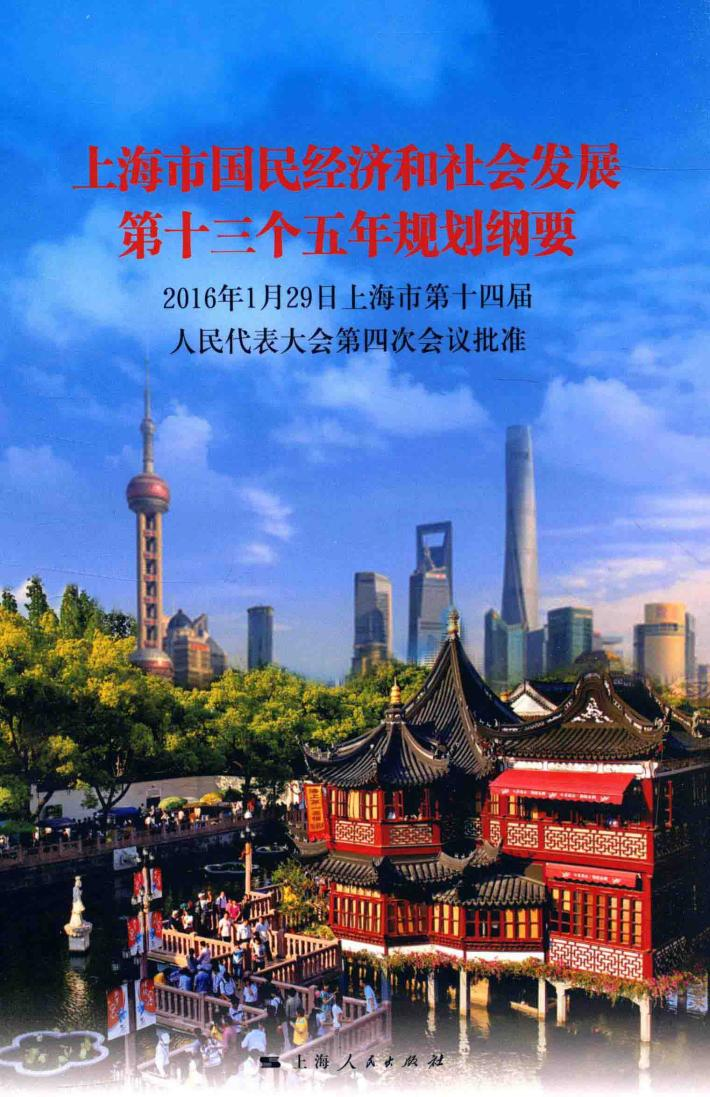 上海市国民经济和社会发展
第十三个五年规划纲要
2016年1月29日上海市第十四届
人民代表大会第四次会议批准
上海人民出版社